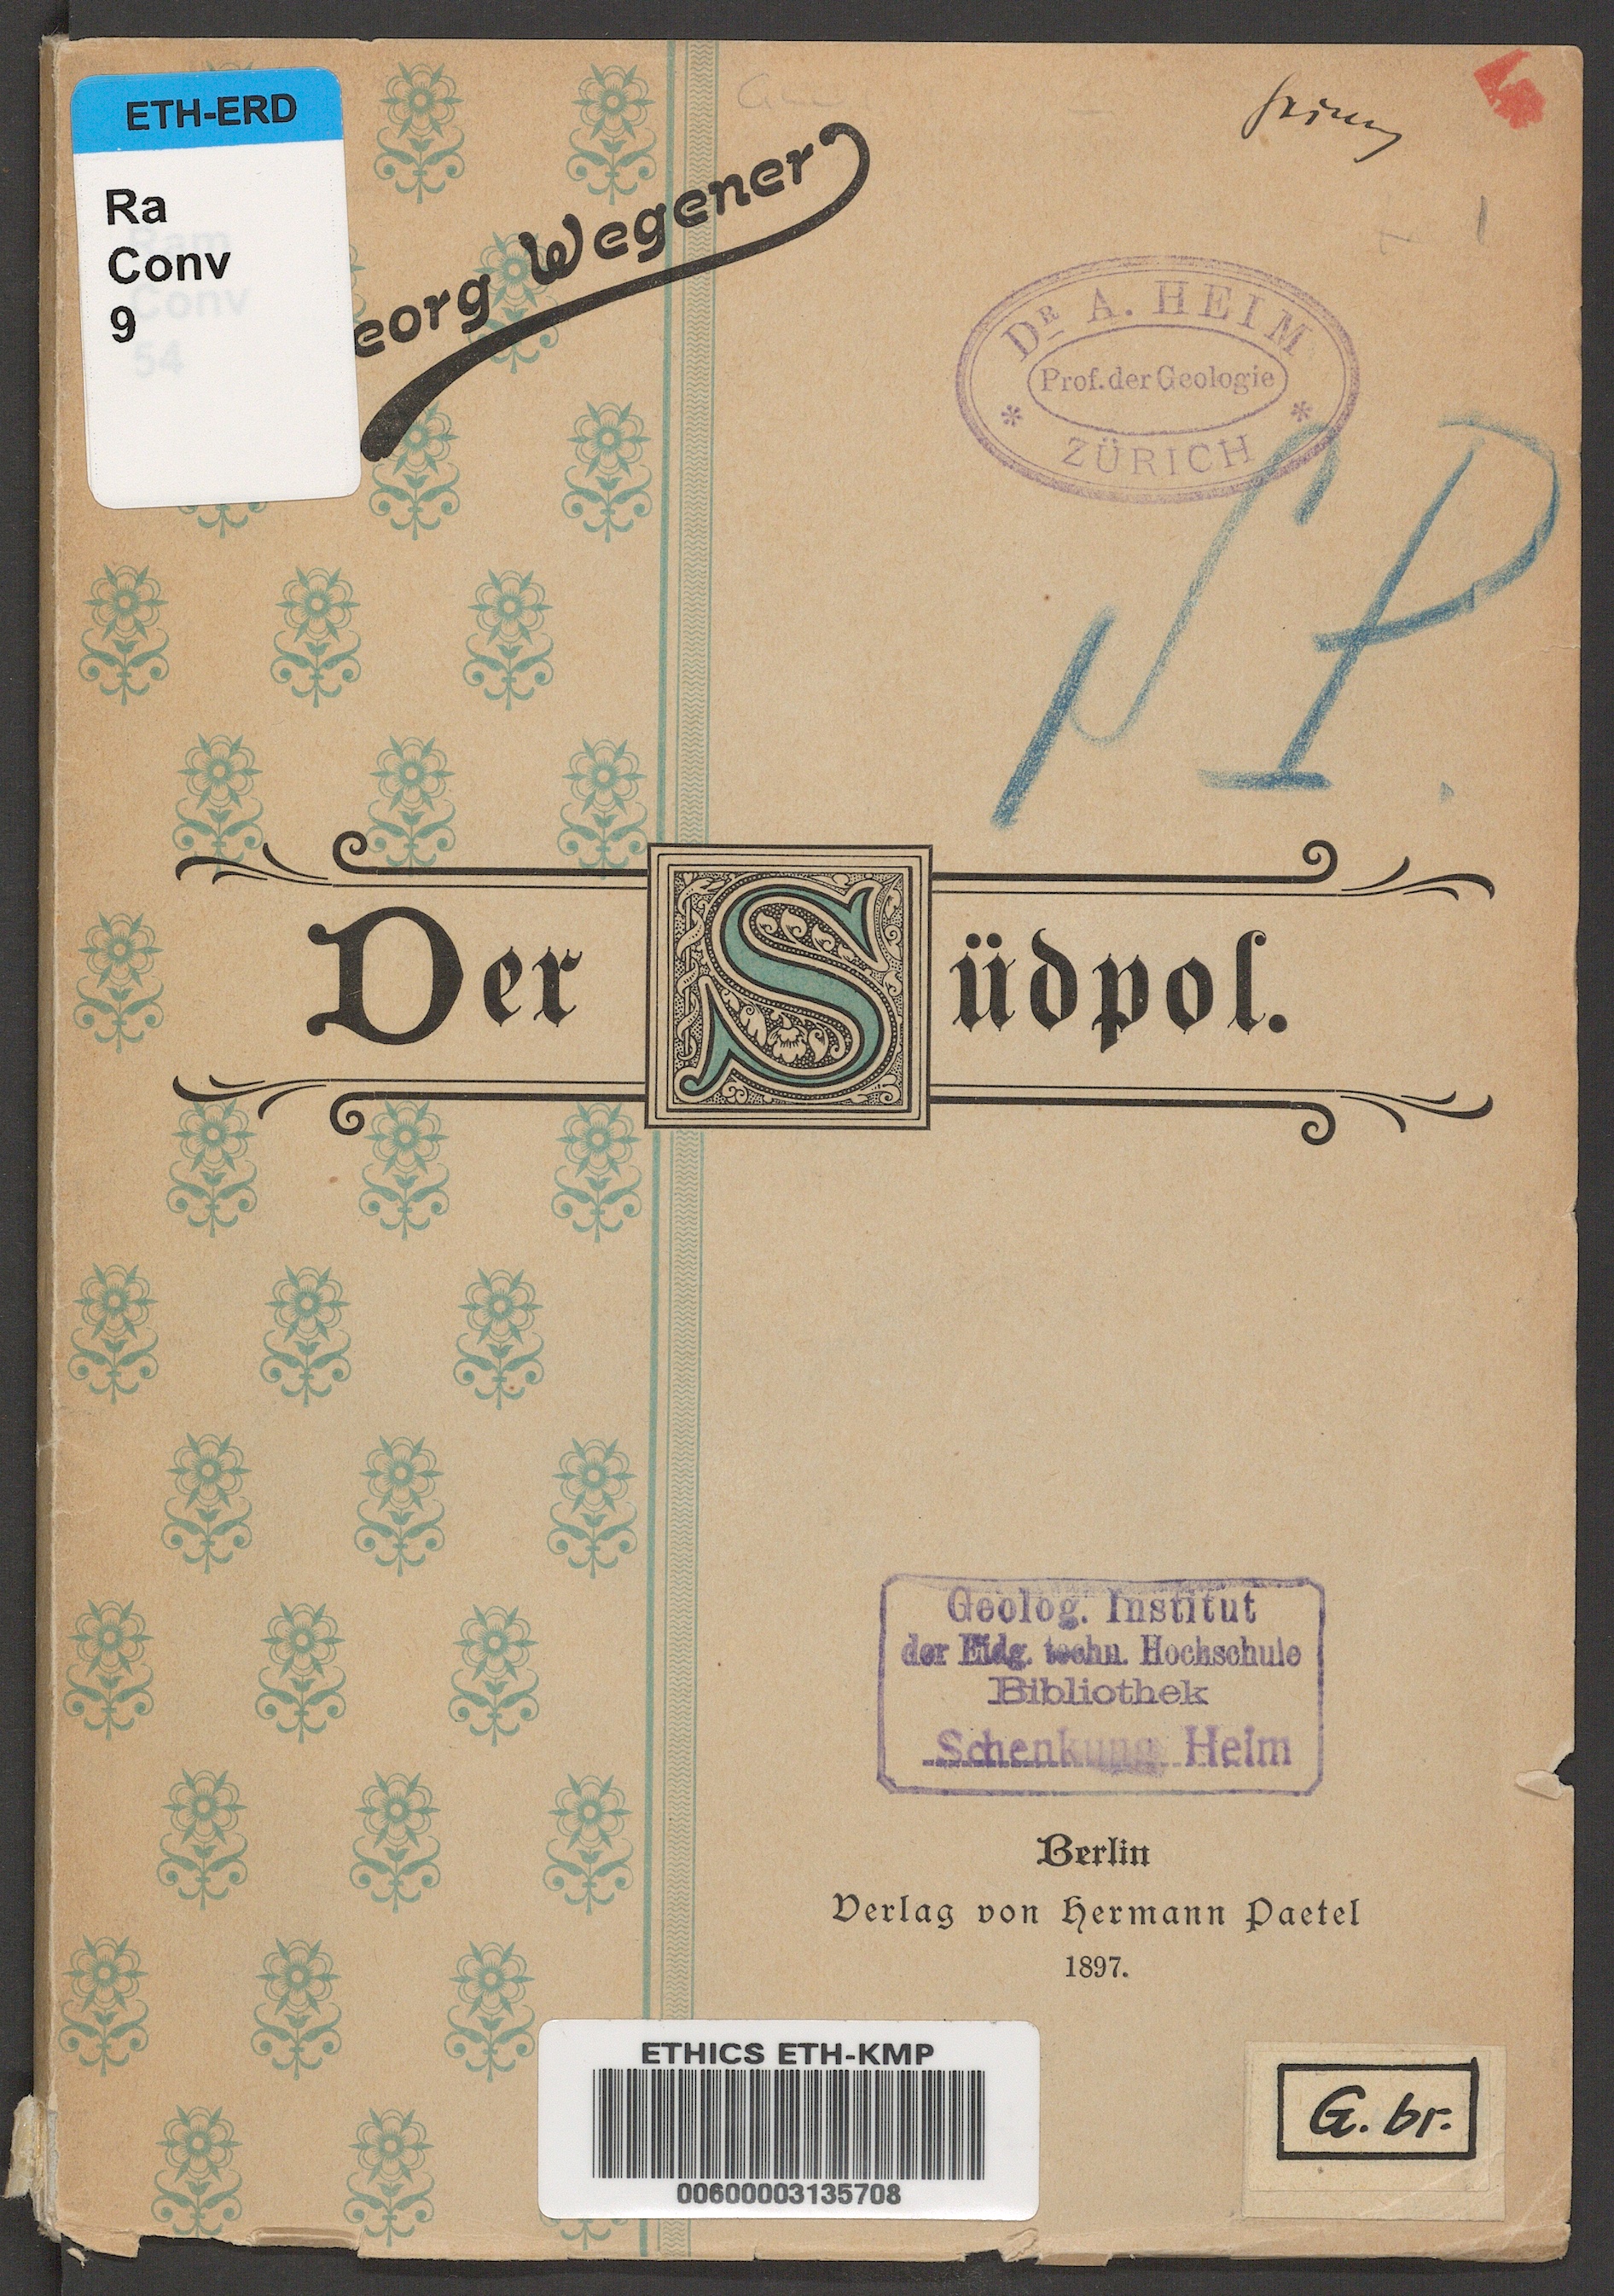 ETH-ERD
Ra
Conv
9
eorg Wegener
DR A. HEIM
Prof. der Geologie
* ZÜRICH *
Der Südpol.
Geolog. Institut
der Eidg. techn. Hochschule
Bibliothek
Schenkung Heim
Berlin
Verlag von Hermann Paetel
1897.
ETHICS ETH-KMP
00600003135708
G. br.